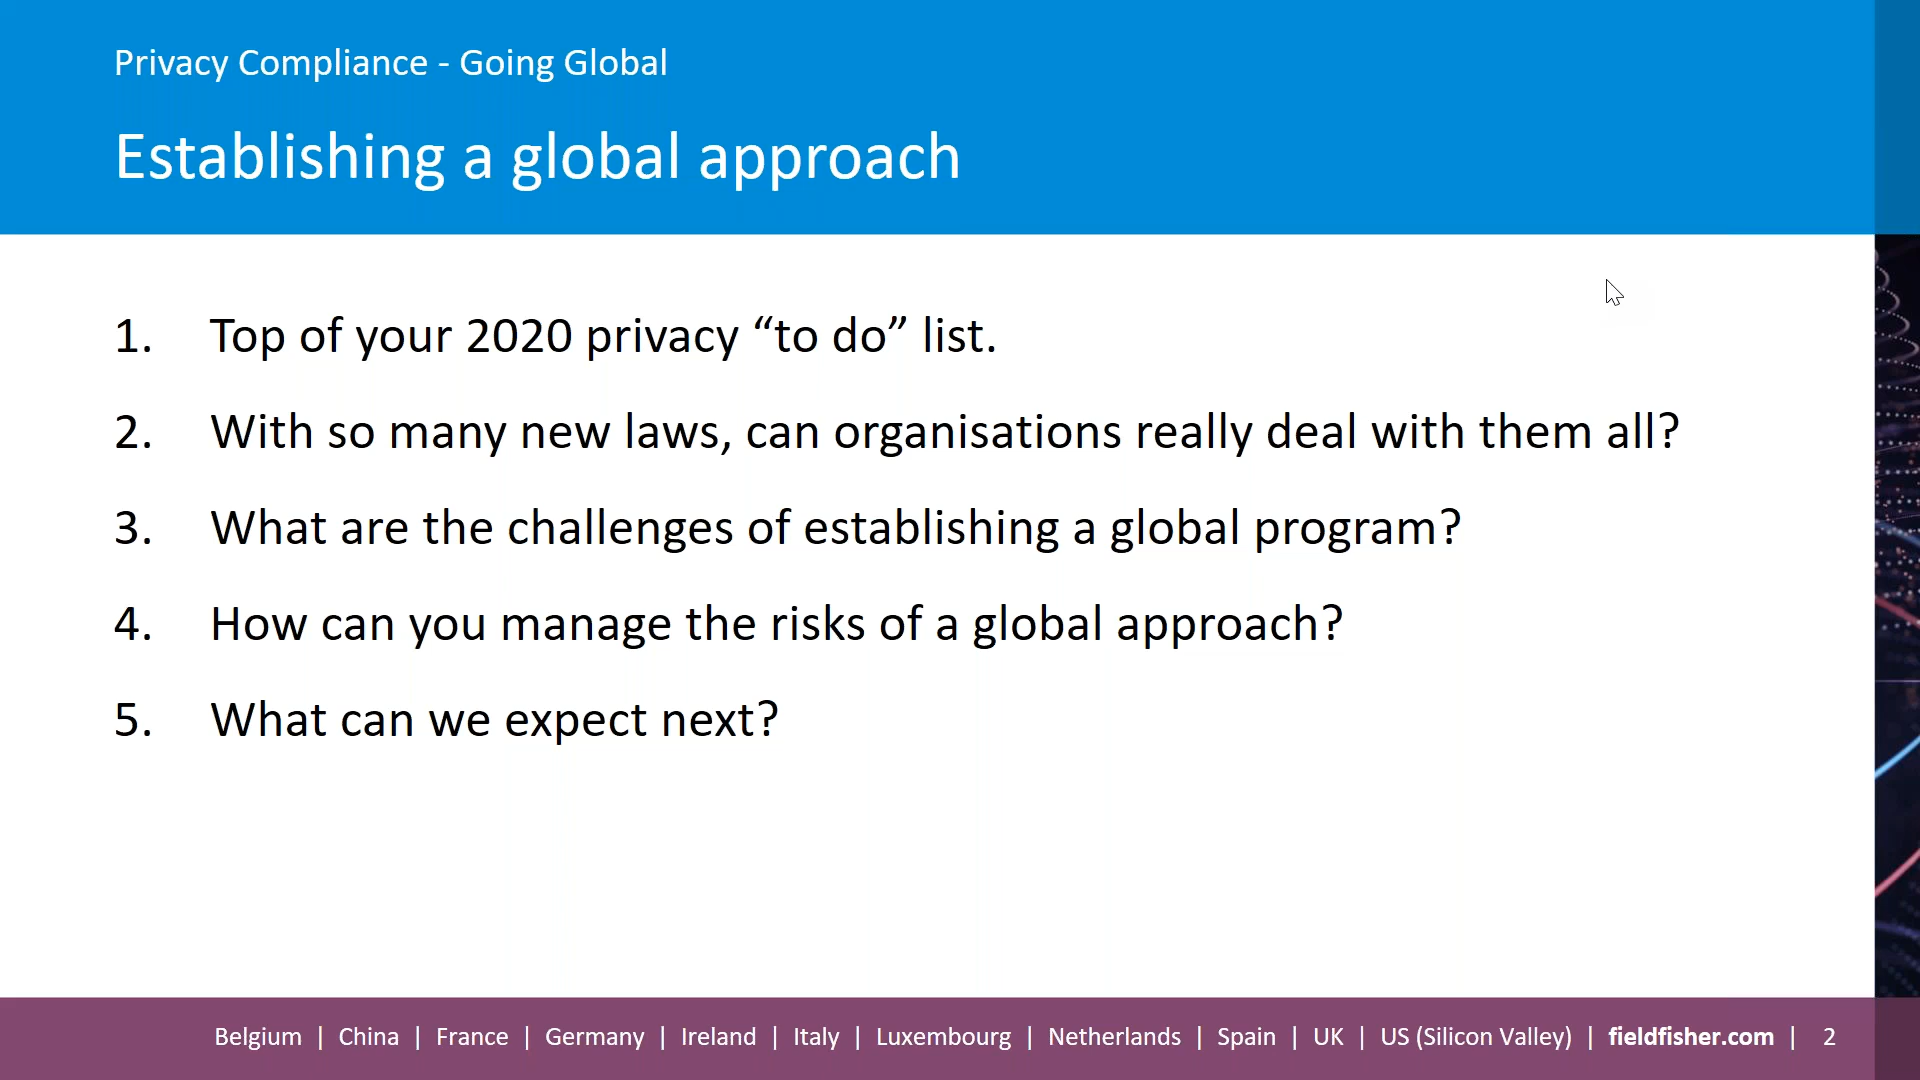 Privacy Compliance - Going Global
Establishing a global approach
1. Top of your 2020 privacy “to do” list.
2. With so many new laws, can organisations really deal with them all?
3. What are the challenges of establishing a global program?
4. How can you manage the risks of a global approach?
5. What can we expect next?
Belgium | China | France | Germany | Ireland | Italy | Luxembourg | Netherlands | Spain | UK | US (Silicon Valley) | fieldfisher.com | 2